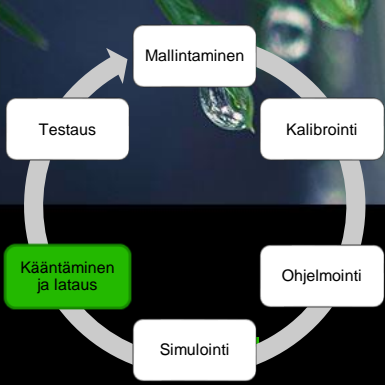 Mallintaminen
Kalibrointi
Ohjelmointi
Simulointi
Kääntäminen
ja lataus
Testaus